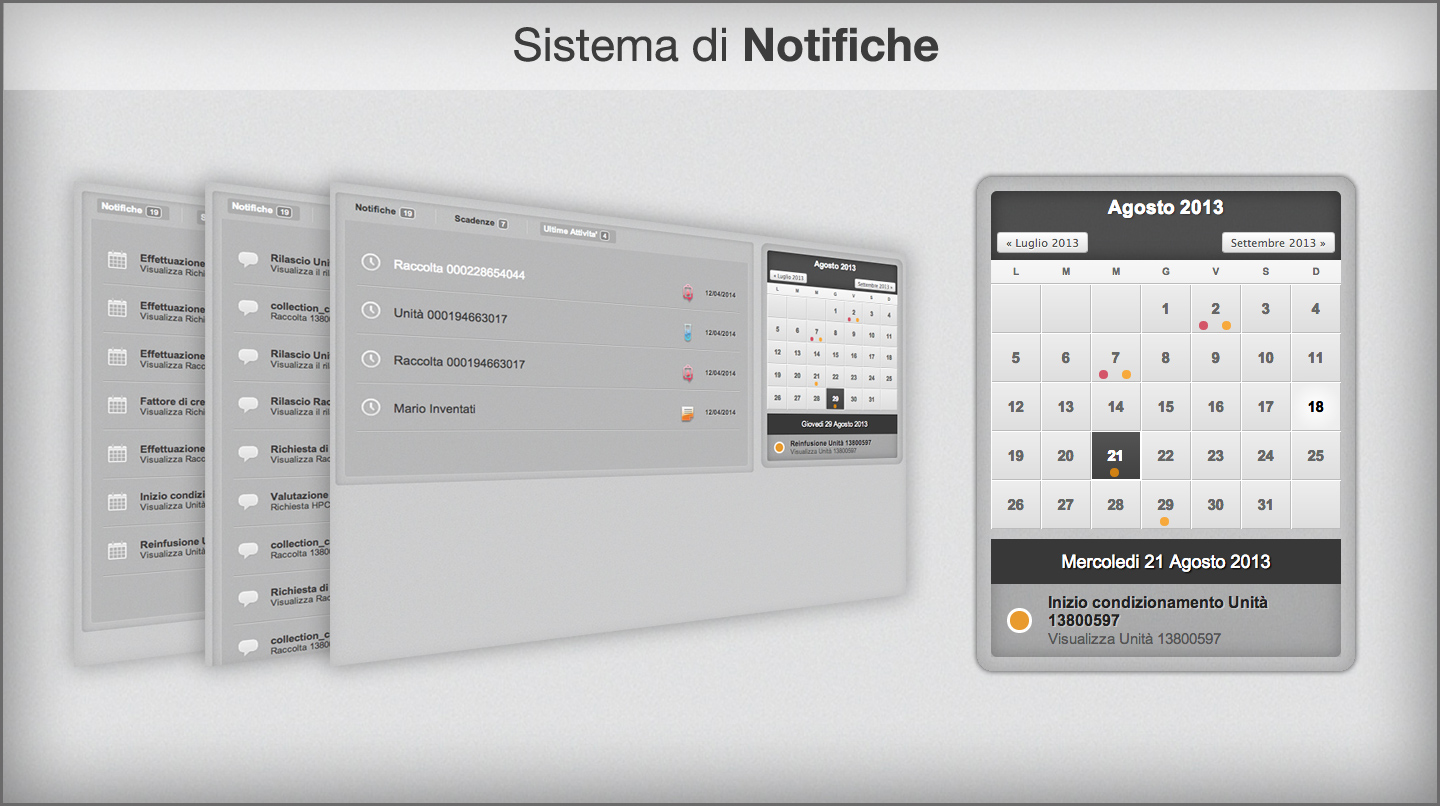 Sistema di Notifiche
Notifiche 19
Effettuazione
Visualizza Richi
Effettuazione
Visualizza Richi
Effettuazione
Visualizza Rac
Fattore di cre
Visualizza Richi
Effettuazione
Visualizza Rac
Inizio condizi
Visualizza Unità
Reinfusione U
Visualizza Unità
Notifiche 19
Rilascio Uni
Visualizza il ril
collection_c
Raccolta 1380
Rilascio Uni
Visualizza il ril
Rilascio Rac
Visualizza il ril
Richiesta di
Visualizza Rac
Valutazione
Richiesta HPC
collection_c
Raccolta 1380
Richiesta di
Visualizza Rac
collection_c
Raccolta 1380
Notifiche 19 Scadenze 7 Ultime Attivita' 4
Raccolta 000228654044
12/04/2014
Unità 000194663017
12/04/2014
Raccolta 000194663017
12/04/2014
Mario Inventati
12/04/2014
Agosto 2013
« Luglio 2013 Settembre 2013 »
L M M G V S D
1 2 3 4
5 6 7 8 9 10 11
12 13 14 15 16 17 18
19 20 21 22 23 24 25
26 27 28 29 30 31
Giovedi 29 Agosto 2013
Reinfusione Unità 13800597
Visualizza Unità 13800597
Agosto 2013
« Luglio 2013 Settembre 2013 »
L M M G V S D
1 2 3 4
5 6 7 8 9 10 11
12 13 14 15 16 17 18
19 20 21 22 23 24 25
26 27 28 29 30 31
Mercoledi 21 Agosto 2013
Inizio condizionamento Unità
13800597
Visualizza Unità 13800597